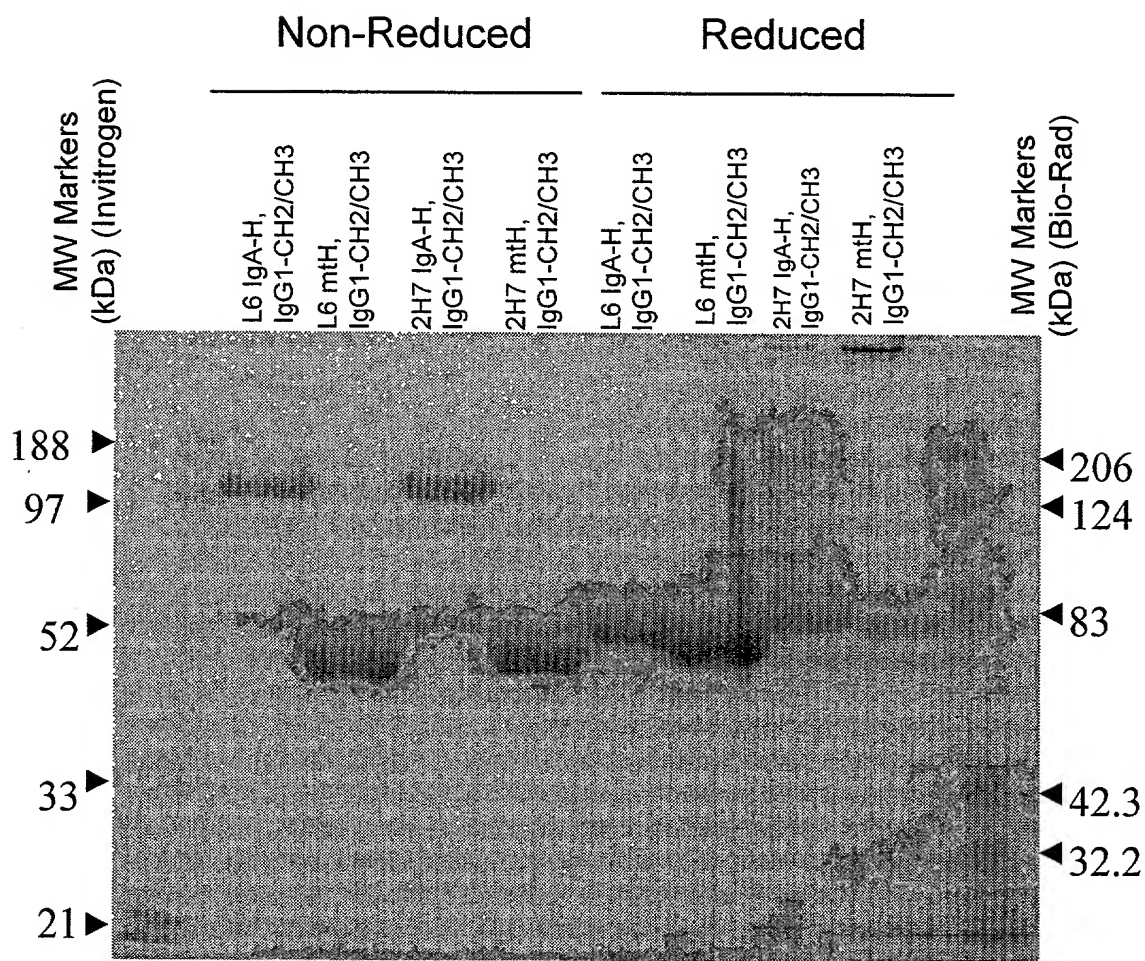 Non-Reduced
Reduced
MW Markers
(kDa) (Invitrogen)
L6 IgA-H,
IgG1-CH2/CH3
L6 mtH,
IgG1-CH2/CH3
2H7 IgA-H,
IgG1-CH2/CH3
2H7 mtH,
IgG1-CH2/CH3
L6 IgA-H,
IgG1-CH2/CH3
L6 mtH,
IgG1-CH2/CH3
2H7 IgA-H,
IgG1-CH2/CH3
2H7 mtH,
IgG1-CH2/CH3
MW Markers
(kDa) (Bio-Rad)
188
97
52
33
21
206
124
83
42.3
32.2